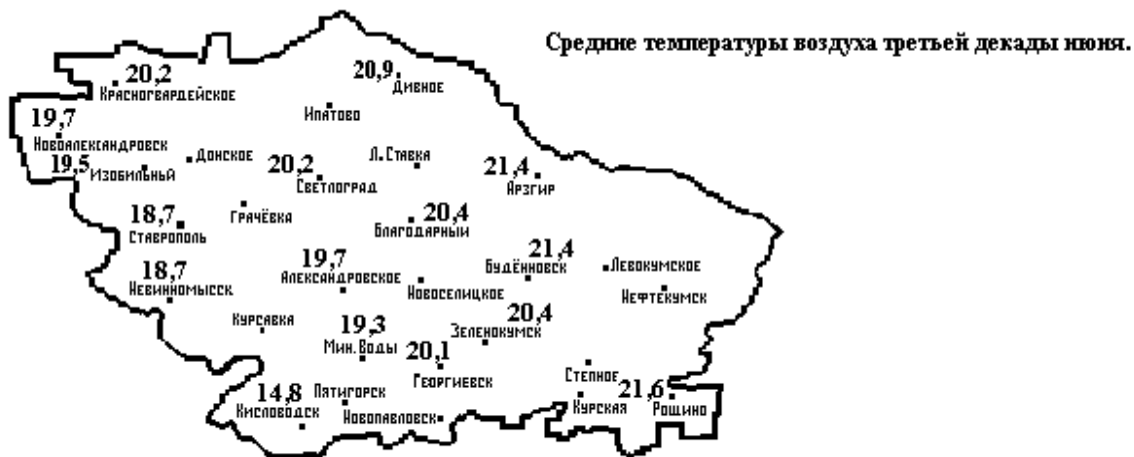 Средние температуры воздуха третьей декады июня.
20,9
Дивное
20,2
Красногвардейское
Ипатово
19,7
Новоалександровск
Донское
Л.Ставка
19,5
Изобильный
20,2
Светлоград
21,4
Арзгир
18,7
Ставрополь
Грачёвка
20,4
Благодарный
19,7
Александровское
21,4
Будённовск
Левокумское
18,7
Невинномысск
Новоселицкое
Нефтекумск
Курсавка
19,3
Мин.Воды
20,4
Зеленокумск
20,1
Георгиевск
Степное
14,8
Кисловодск
Пятигорск
Новопавловск
Курская
21,6
Рощино